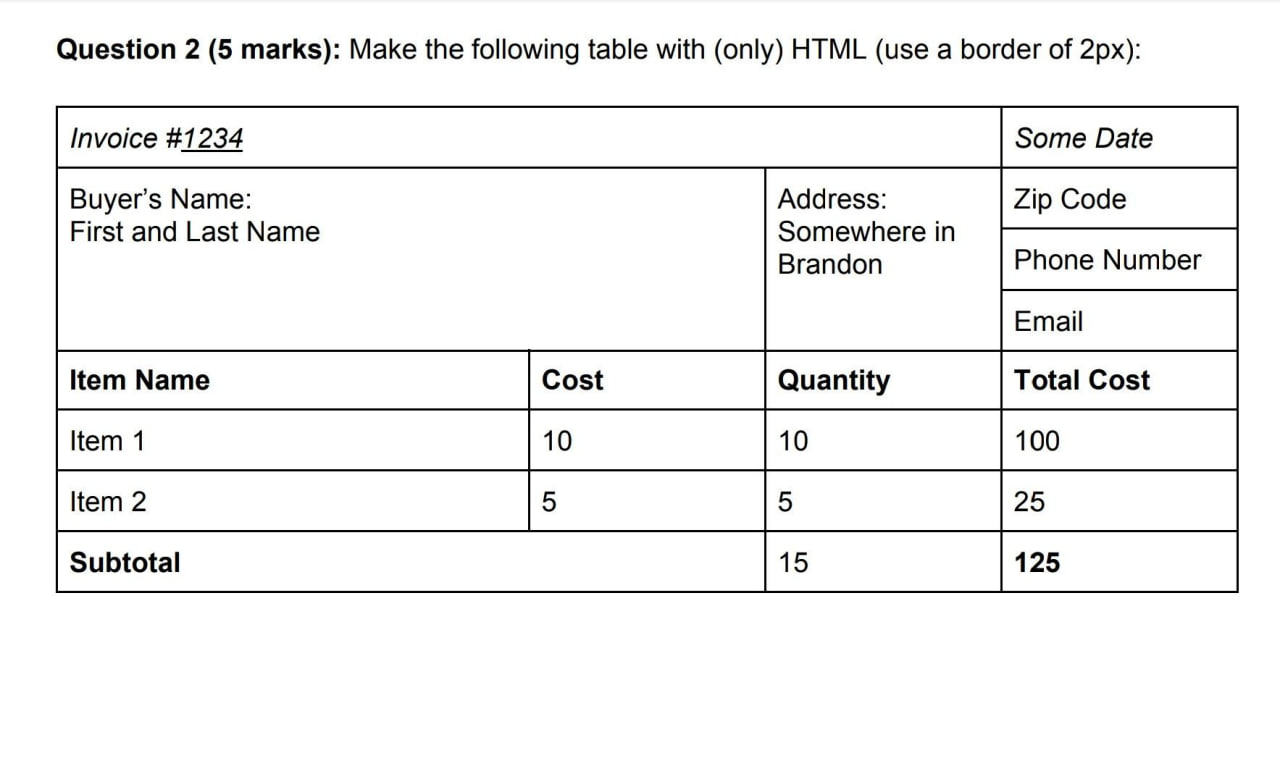 Question 2 (5 marks): Make the following table with (only) HTML (use a border of 2px):
Invoice #1234
Some Date
Buyer’s Name:
First and Last Name
Address:
Somewhere in
Brandon
Zip Code
Phone Number
Email
Item Name
Cost
Quantity
Total Cost
Item 1
10
10
100
Item 2
5
5
25
Subtotal
15
125